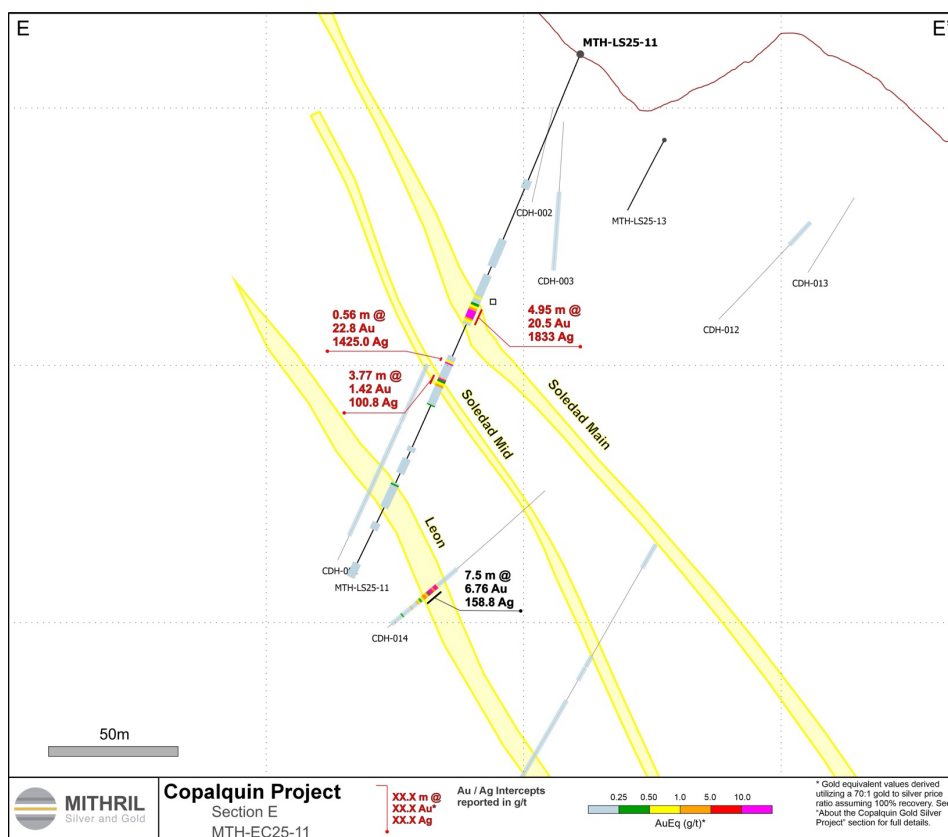 E
E'
MTH-LS25-11
CDH-002
MTH-LS25-13
CDH-003
CDH-013
CDH-012
0.56 m @
22.8 Au
1425.0 Ag
4.95 m @
20.5 Au
1833 Ag
3.77 m @
1.42 Au
100.8 Ag
Soledad Mid
Soledad Main
Leon
MTH-LS25-11
7.5 m @
6.76 Au
158.8 Ag
CDH-014
50m
MITHRIL
Silver and Gold
Copalquin Project
Section E
MTH-EC25-11
XX.X m @
XX.X Au*
XX.X Ag
Au / Ag Intercepts
reported in g/t
0.25 0.50 1.0 5.0 10.0
AuEq (g/t)*
* Gold equivalent values derived
utilizing a 70:1 gold to silver price
ratio assuming 100% recovery. See
"About the Copalquin Gold Silver
Project" section for full details.